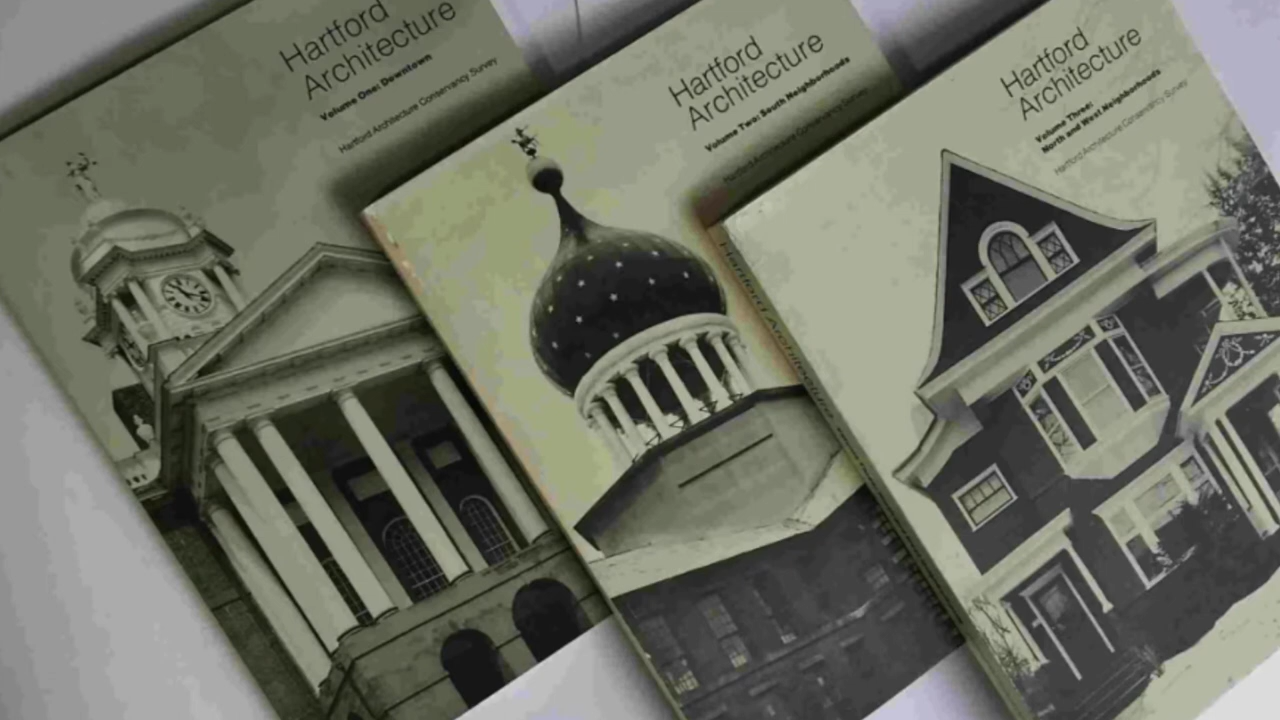 Hartford
Architecture
Volume One: Downtown
Hartford Architecture Conservancy Survey
Hartford
Architecture
Volume Two: South Neighborhoods
Hartford Architecture Conservancy Survey
Hartford
Architecture
Volume Three:
North and West Neighborhoods
Hartford Architecture Conservancy Survey
Hartford Architecture